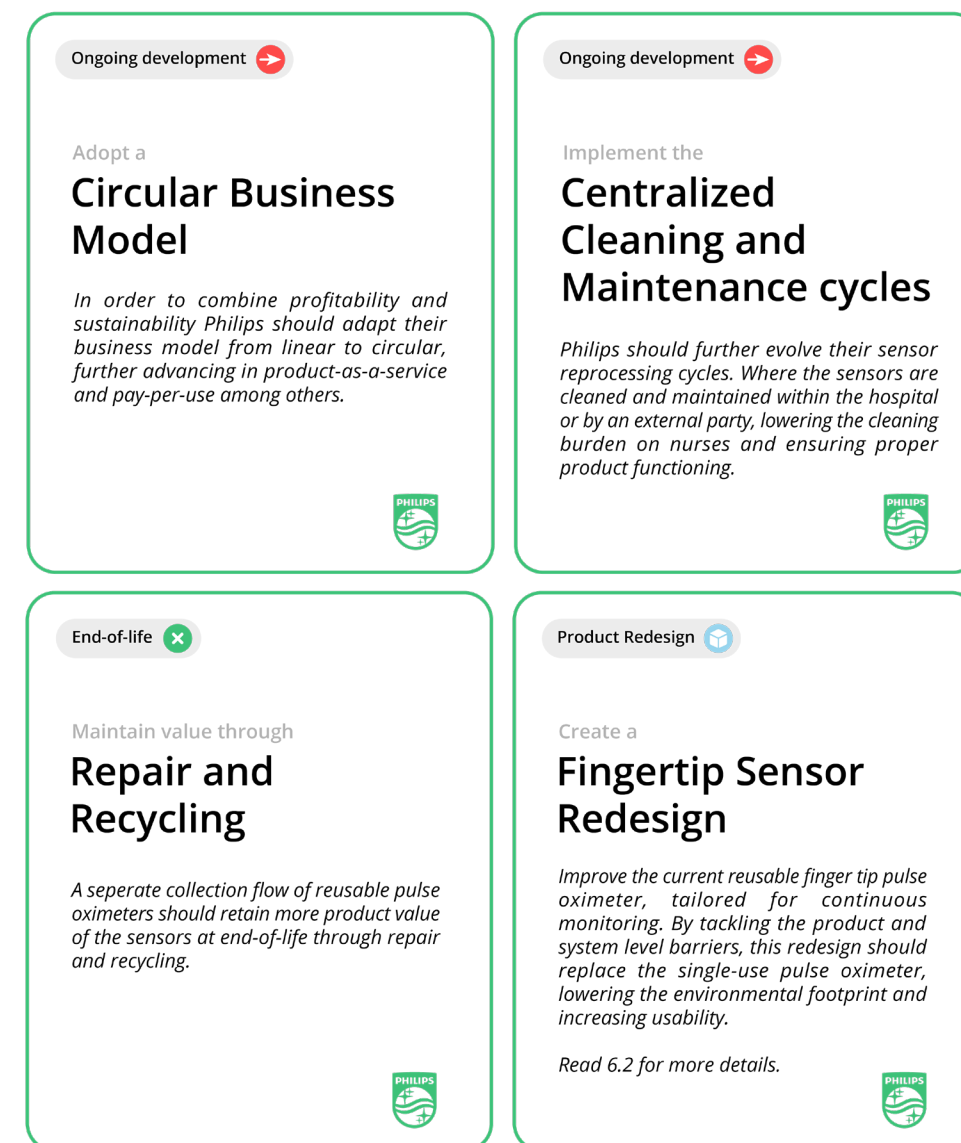 Ongoing development
Adopt a
Circular Business
Model
In order to combine profitability and
sustainability Philips should adapt their
business model from linear to circular,
further advancing in product-as-a-service
and pay-per-use among others.
PHILIPS
Ongoing development
Implement the
Centralized
Cleaning and
Maintenance cycles
Philips should further evolve their sensor
reprocessing cycles. Where the sensors are
cleaned and maintained within the hospital
or by an external party, lowering the cleaning
burden on nurses and ensuring proper
product functioning.
PHILIPS
End-of-life
Maintain value through
Repair and
Recycling
A seperate collection flow of reusable pulse
oximeters should retain more product value
of the sensors at end-of-life through repair
and recycling.
PHILIPS
Product Redesign
Create a
Fingertip Sensor
Redesign
Improve the current reusable finger tip pulse
oximeter, tailored for continuous
monitoring. By tackling the product and
system level barriers, this redesign should
replace the single-use pulse oximeter,
lowering the environmental footprint and
increasing usability.
Read 6.2 for more details.
PHILIPS